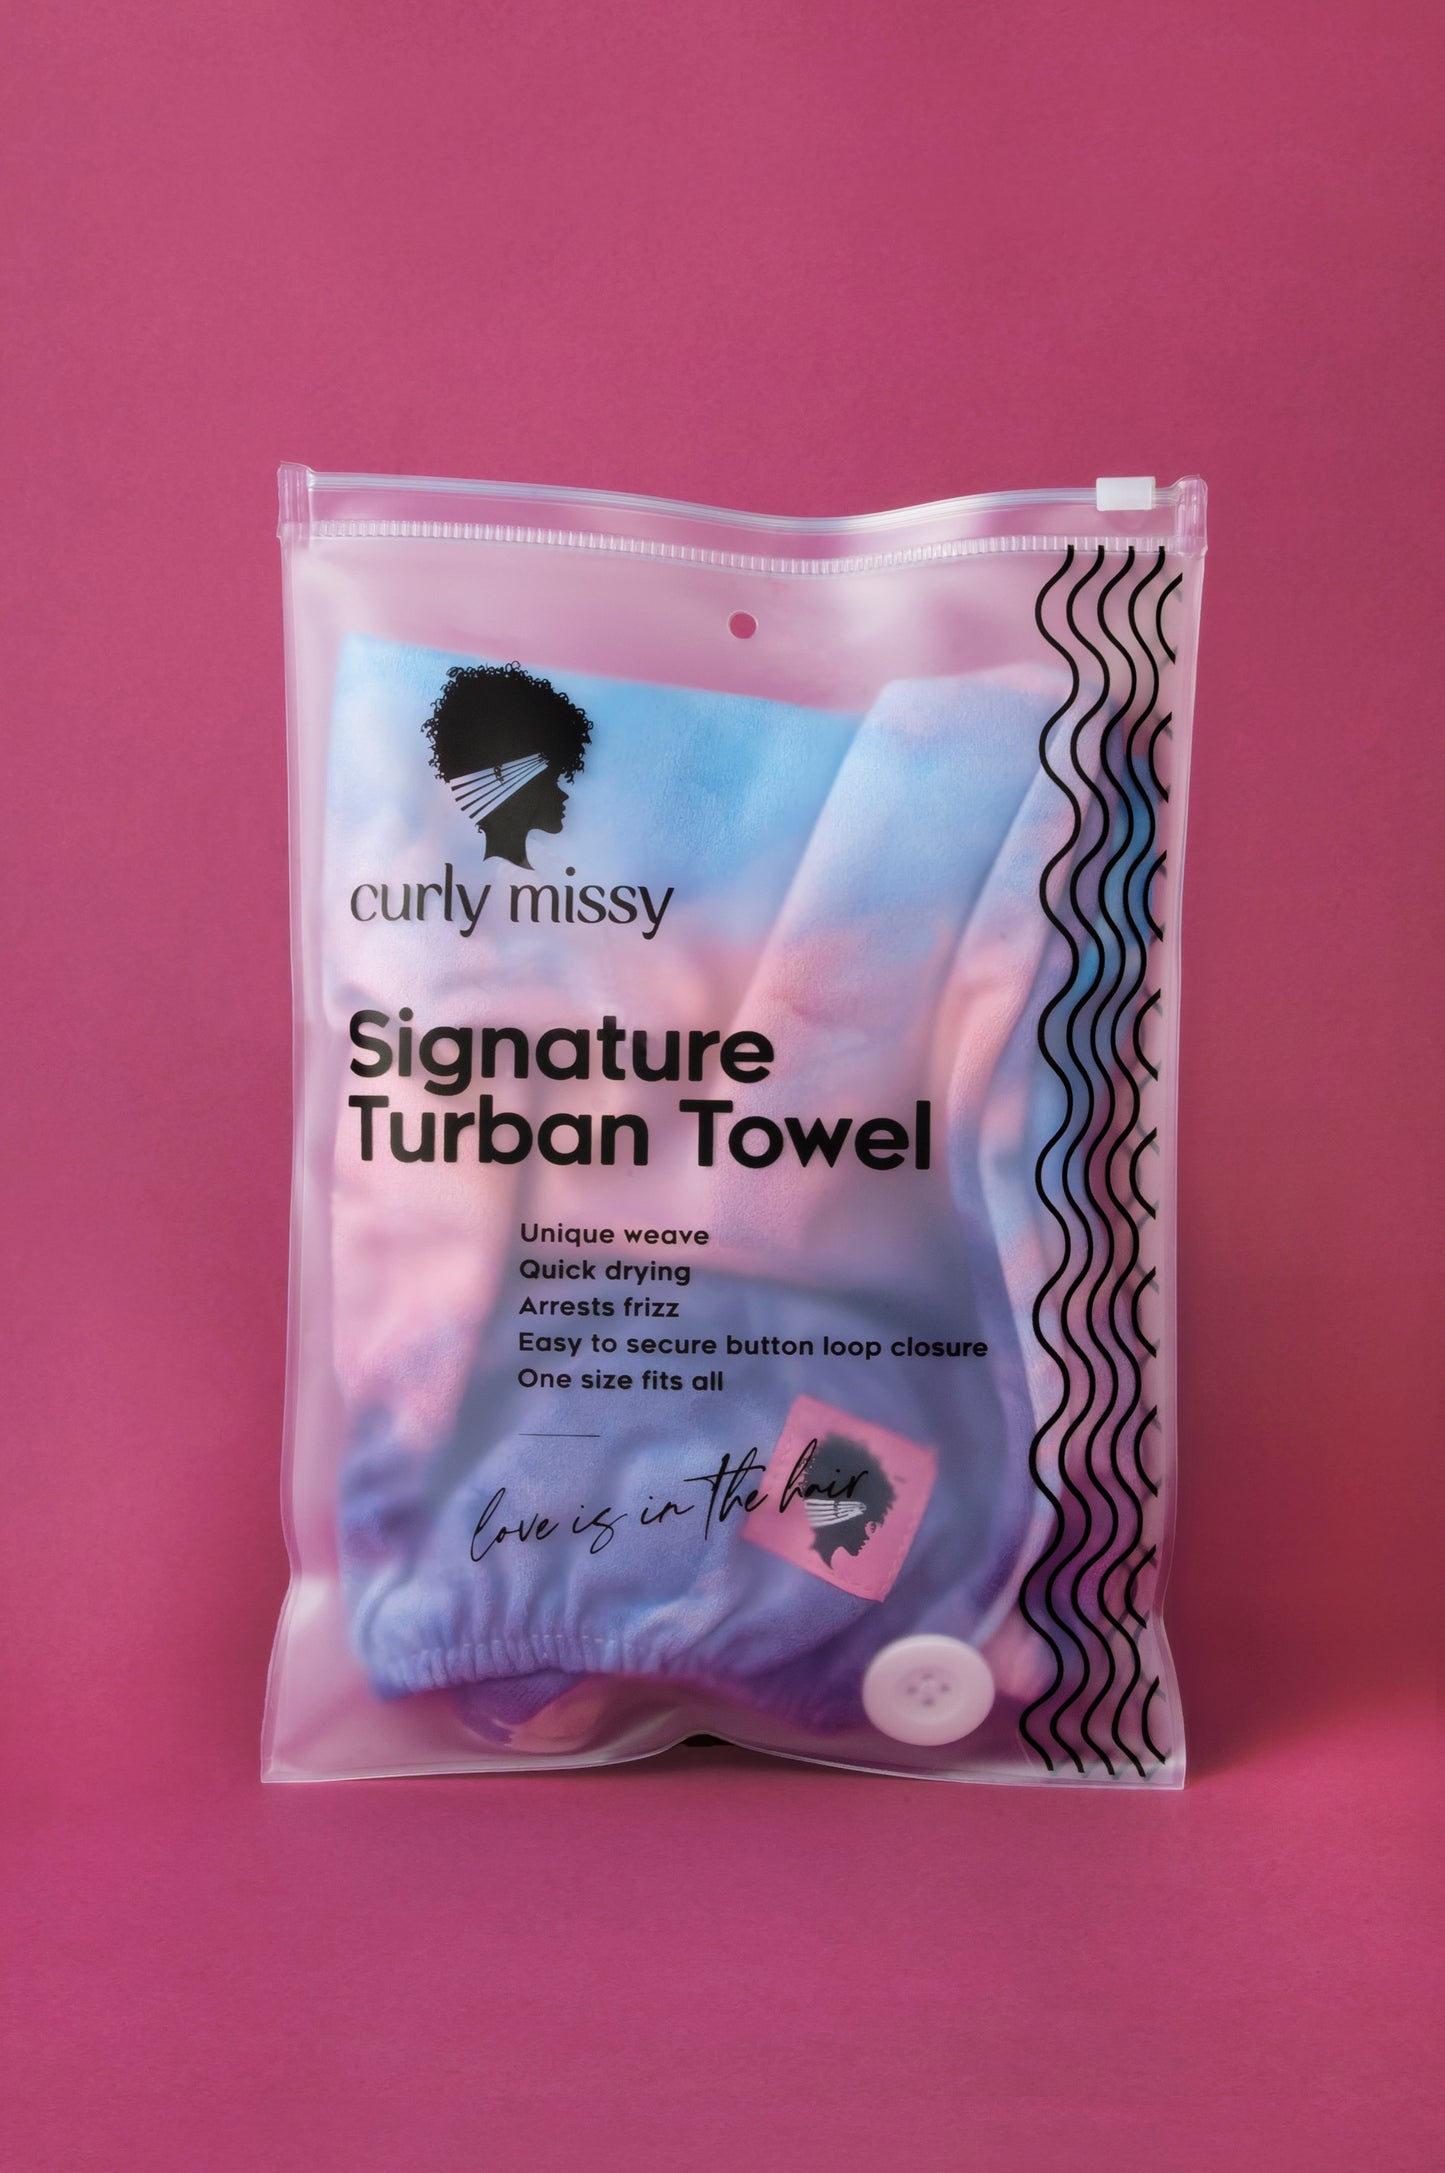 curly missy
Signature
Turban Towel
Unique weave
Quick drying
Arrests frizz
Easy to secure button loop closure
One size fits all
love is in the hair